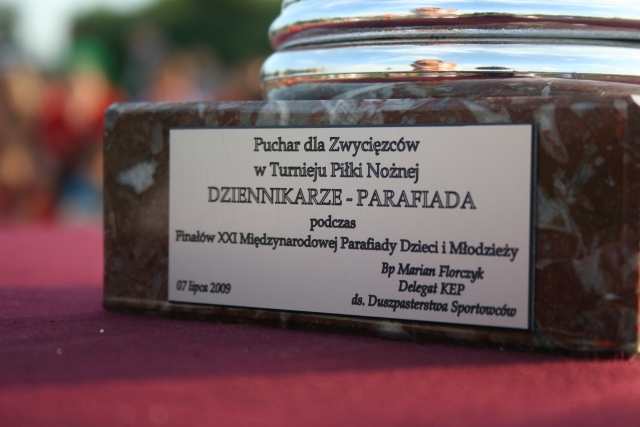 Puchar dla Zwycięzców
w Turnieju Piłki Nożnej
DZIENNIKARZE - PARAFIADA
podczas
Finałów XXI Międzynarodowej Parafiady Dzieci i Młodzieży
Bp Marian Florczyk
Delegat KEP
07 lipca 2009
ds. Duszpasterstwa Sportowców